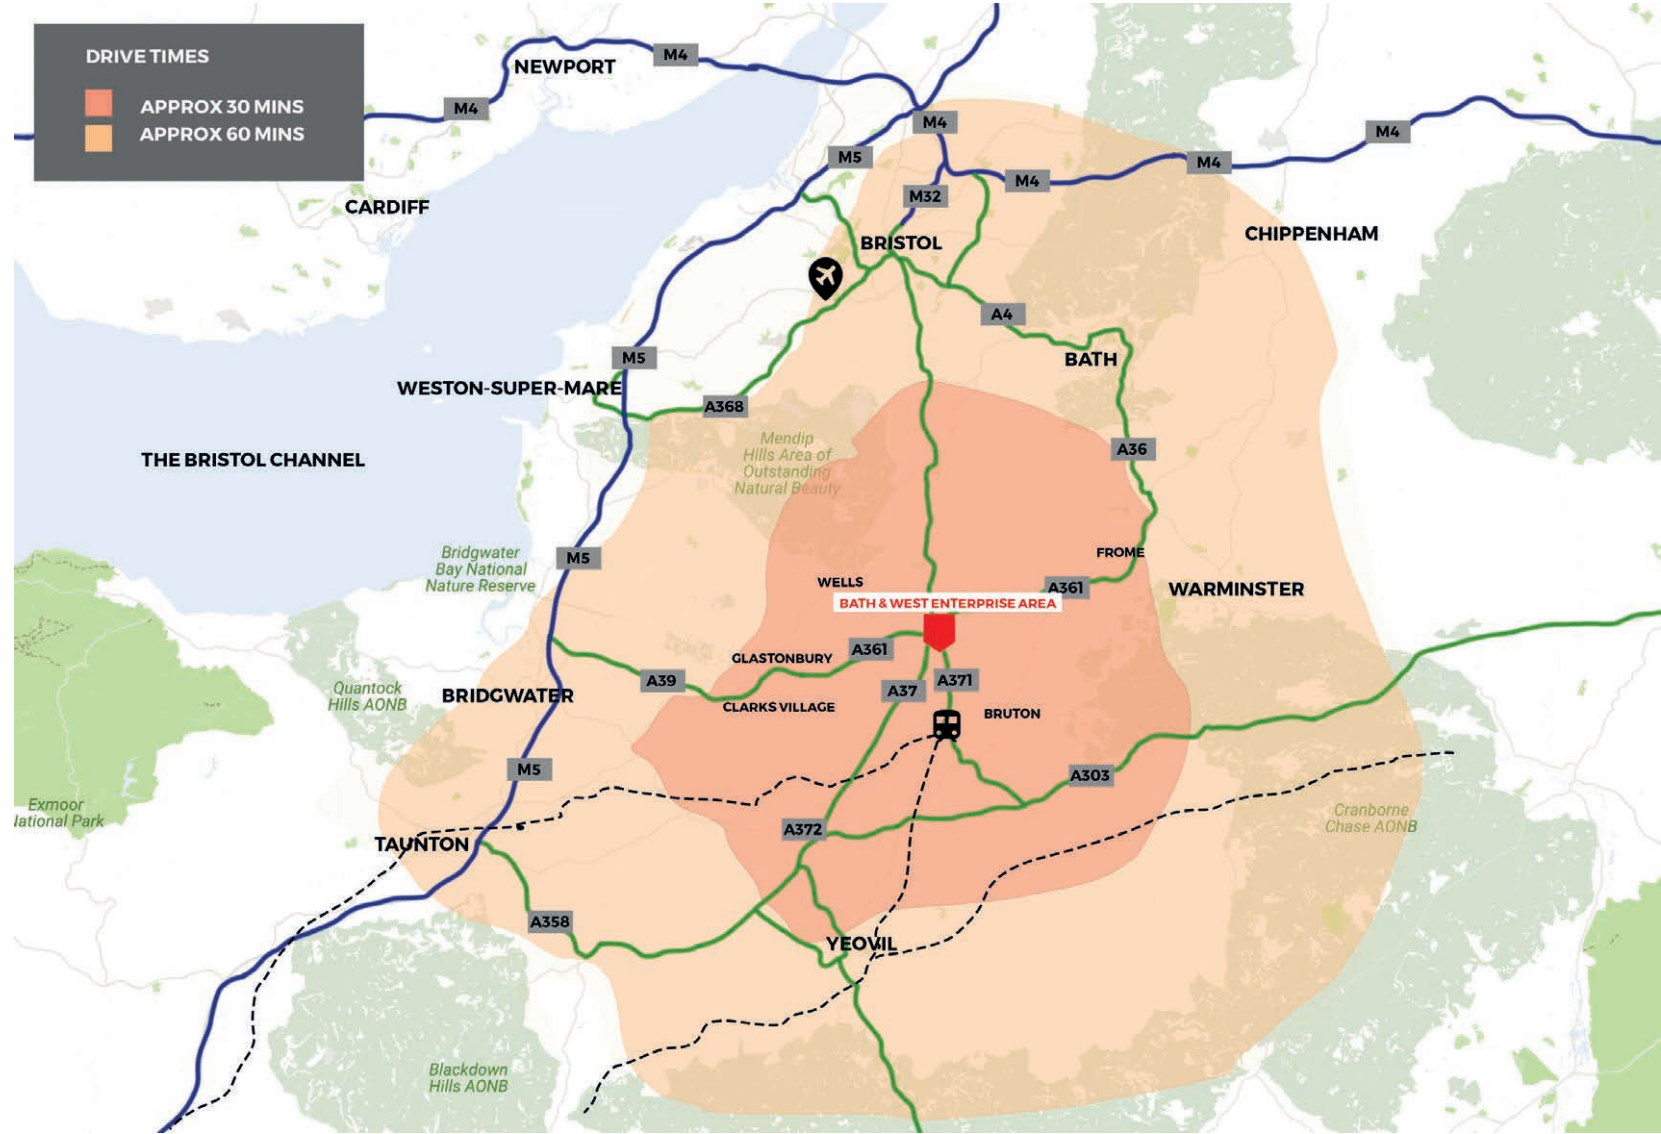 DRIVE TIMES
APPROX 30 MINS
APPROX 60 MINS
NEWPORT
M4
M4
M4
M4
M5
M4
M4
M32
CARDIFF
BRISTOL
CHIPPENHAM
A4
M5
BATH
WESTON-SUPER-MARE
A368
Mendip
Hills Area of
Outstanding
Natural Beauty
A36
THE BRISTOL CHANNEL
Bridgwater
Bay National
Nature Reserve
M5
FROME
WELLS
A361
WARMINSTER
BATH & WEST ENTERPRISE AREA
A361
GLASTONBURY
A39
A37
A371
Quantock
Hills AONB
BRIDGWATER
CLARKS VILLAGE
BRUTON
M5
A303
Exmoor
National Park
Cranborne
Chase AONB
A372
TAUNTON
A358
YEOVIL
Blackdown
Hills AONB